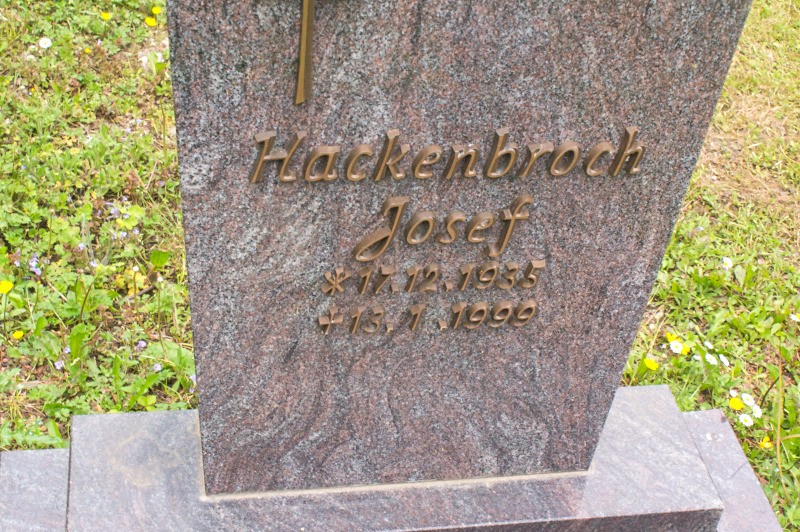 Hackenbroch
Josef
* 17.12.1935
+ 13.1.1999